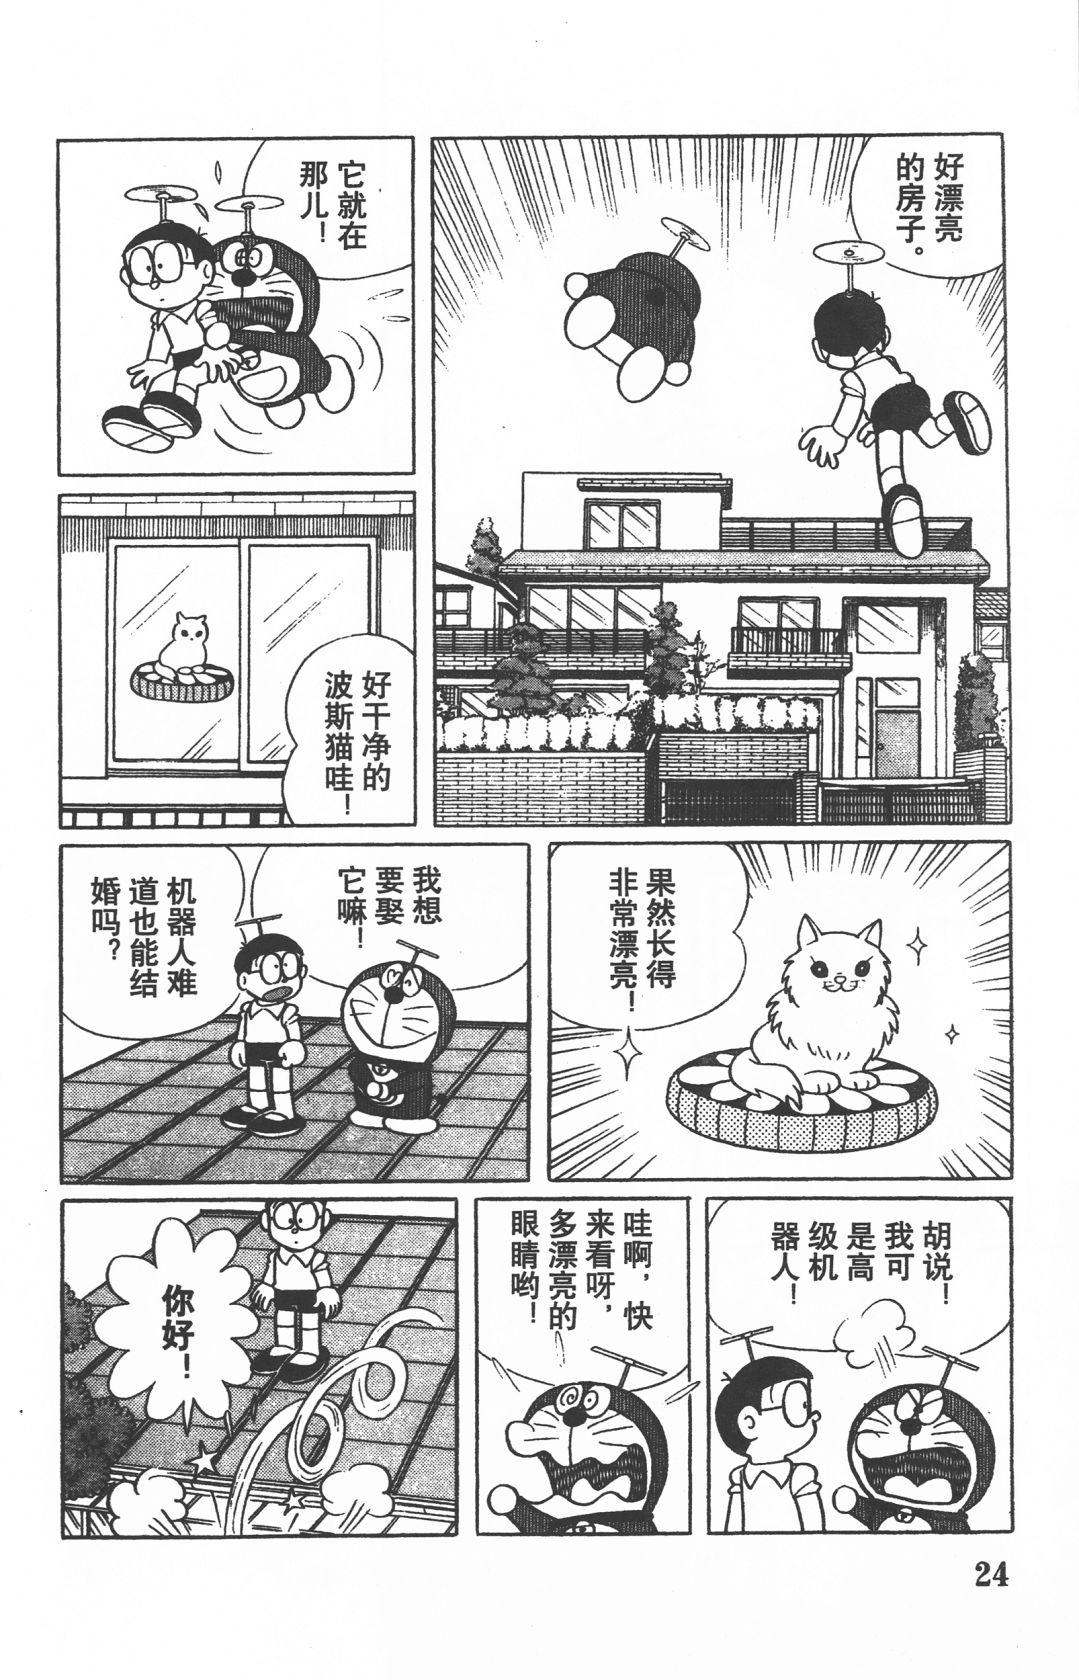 好漂亮
的房子。
它就在
那儿！
好干净的
波斯猫哇！
果然长得
非常漂亮！
我想
要娶
它嘛！
机器人难
道也能结
婚吗？
胡说！
我可
是高
级机
器人！
哇啊，快
来看呀，
多漂亮的
眼睛哟！
你好！
24